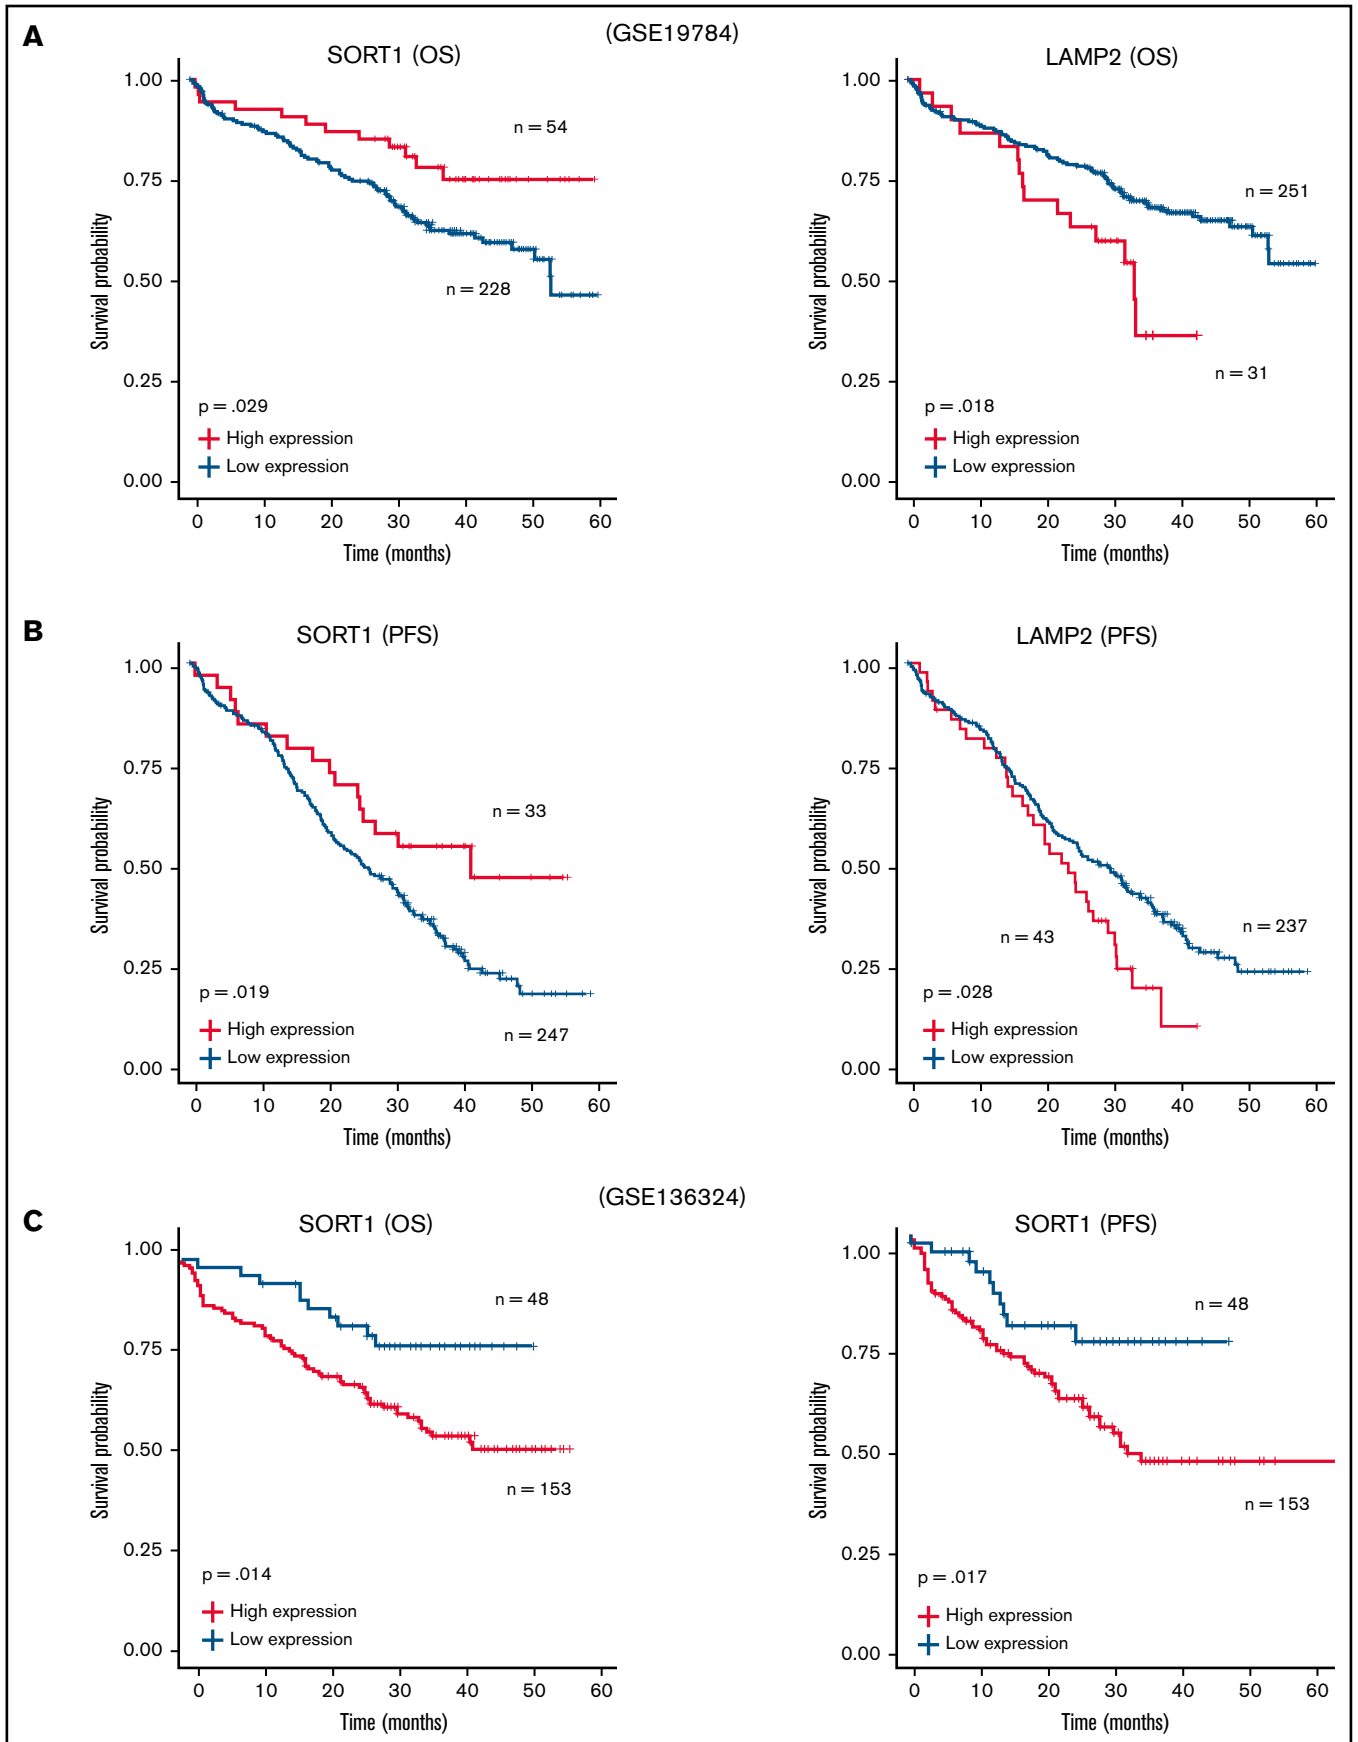 A
(GSE19784)
SORT1 (OS)
1.00
0.75
0.50
0.25
0.00
Survival probability
n = 54
n = 228
p = .029
High expression
Low expression
0 10 20 30 40 50 60
Time (months)
LAMP2 (OS)
1.00
0.75
0.50
0.25
0.00
Survival probability
n = 251
n = 31
p = .018
High expression
Low expression
0 10 20 30 40 50 60
Time (months)
B
SORT1 (PFS)
1.00
0.75
0.50
0.25
0.00
Survival probability
n = 33
n = 247
p = .019
High expression
Low expression
0 10 20 30 40 50 60
Time (months)
LAMP2 (PFS)
1.00
0.75
0.50
0.25
0.00
Survival probability
n = 43
n = 237
p = .028
High expression
Low expression
0 10 20 30 40 50 60
Time (months)
C
(GSE136324)
SORT1 (OS)
1.00
0.75
0.50
0.25
0.00
Survival probability
n = 48
n = 153
p = .014
High expression
Low expression
0 10 20 30 40 50 60
Time (months)
SORT1 (PFS)
1.00
0.75
0.50
0.25
0.00
Survival probability
n = 48
n = 153
p = .017
High expression
Low expression
0 10 20 30 40 50 60
Time (months)